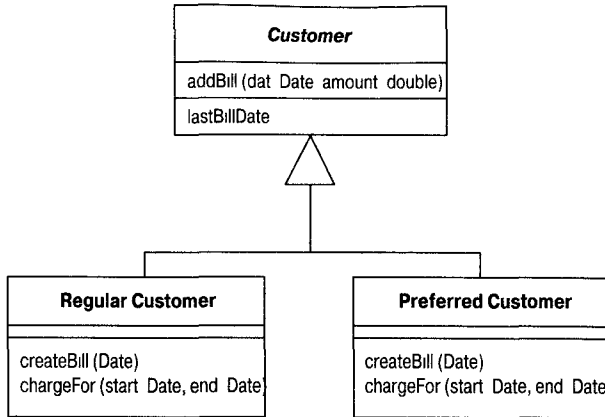 Customer
addBill (dat Date amount double)
lastBillDate
Regular Customer
createBill (Date)
chargeFor (start Date, end Date)
Preferred Customer
createBill (Date)
chargeFor (start Date, end Date